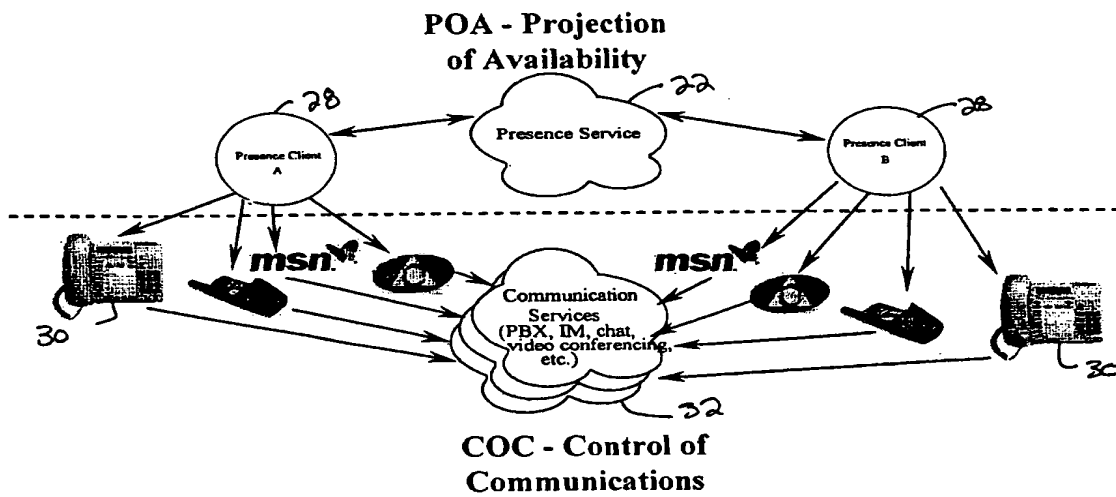 POA - Projection
of Availability
28
22
28
Presence Service
Presence Client
A
Presence Client
B
msn
msn
Communication
Services
(PBX, IM, chat,
video conferencing,
etc.)
30
30
32
COC - Control of
Communications